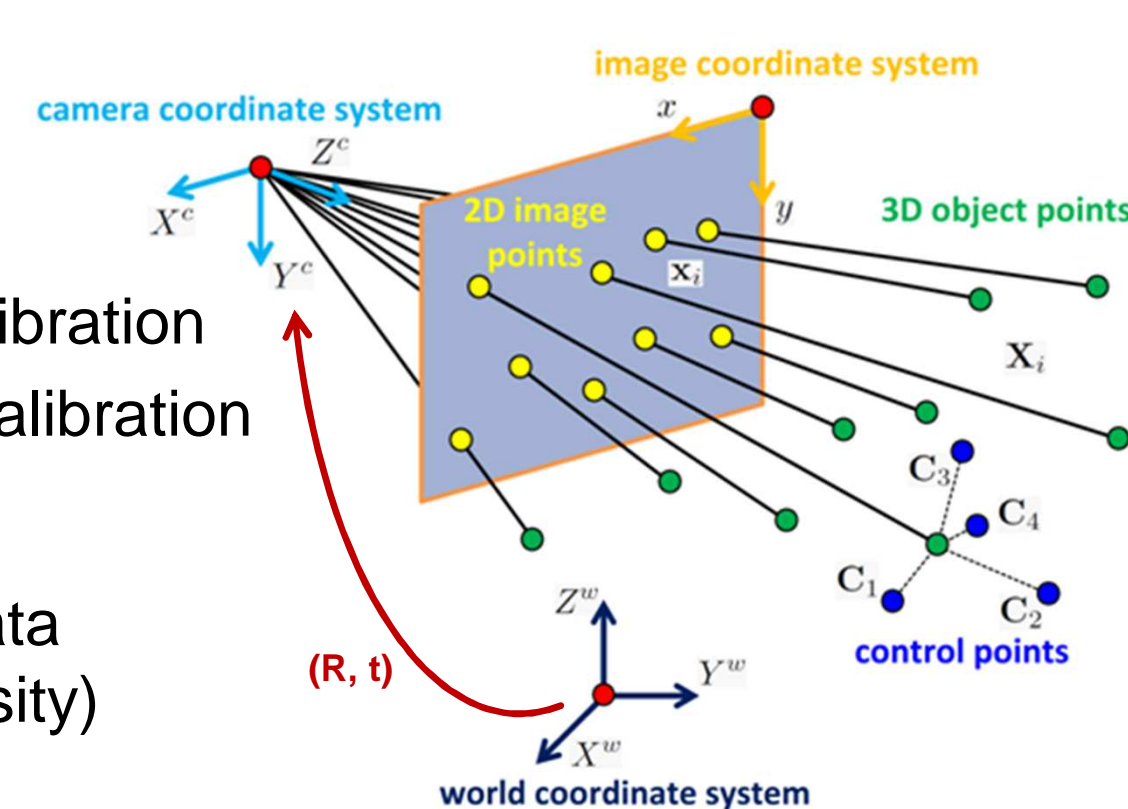 image coordinate system
camera coordinate system
x
Z^c
X^c
2D image
points
y
3D object points
x_i
Y^c
ibration
X_i
alibration
C_3
C_4
C_1
C_2
Z^w
ata
control points
(R, t)
Y^w
sity)
X^w
world coordinate system